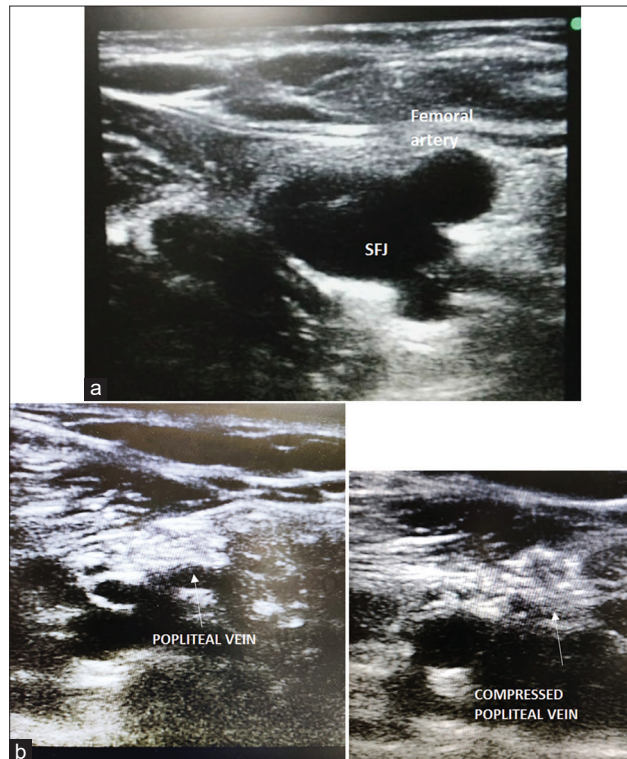 Femoral
artery
SFJ
a
POPLITEAL VEIN
COMPRESSED
POPLITEAL VEIN
b